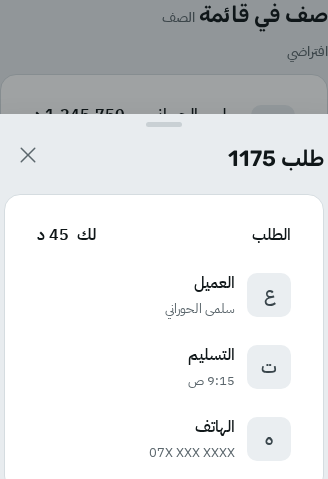 صف في قائمة الصف
افتراضي
طلب 1175
الطلب
لك 45 د
ع
العميل
سلمى الحوراني
ت
التسليم
9:15 ص
ه
الهاتف
07X XXX XXXX